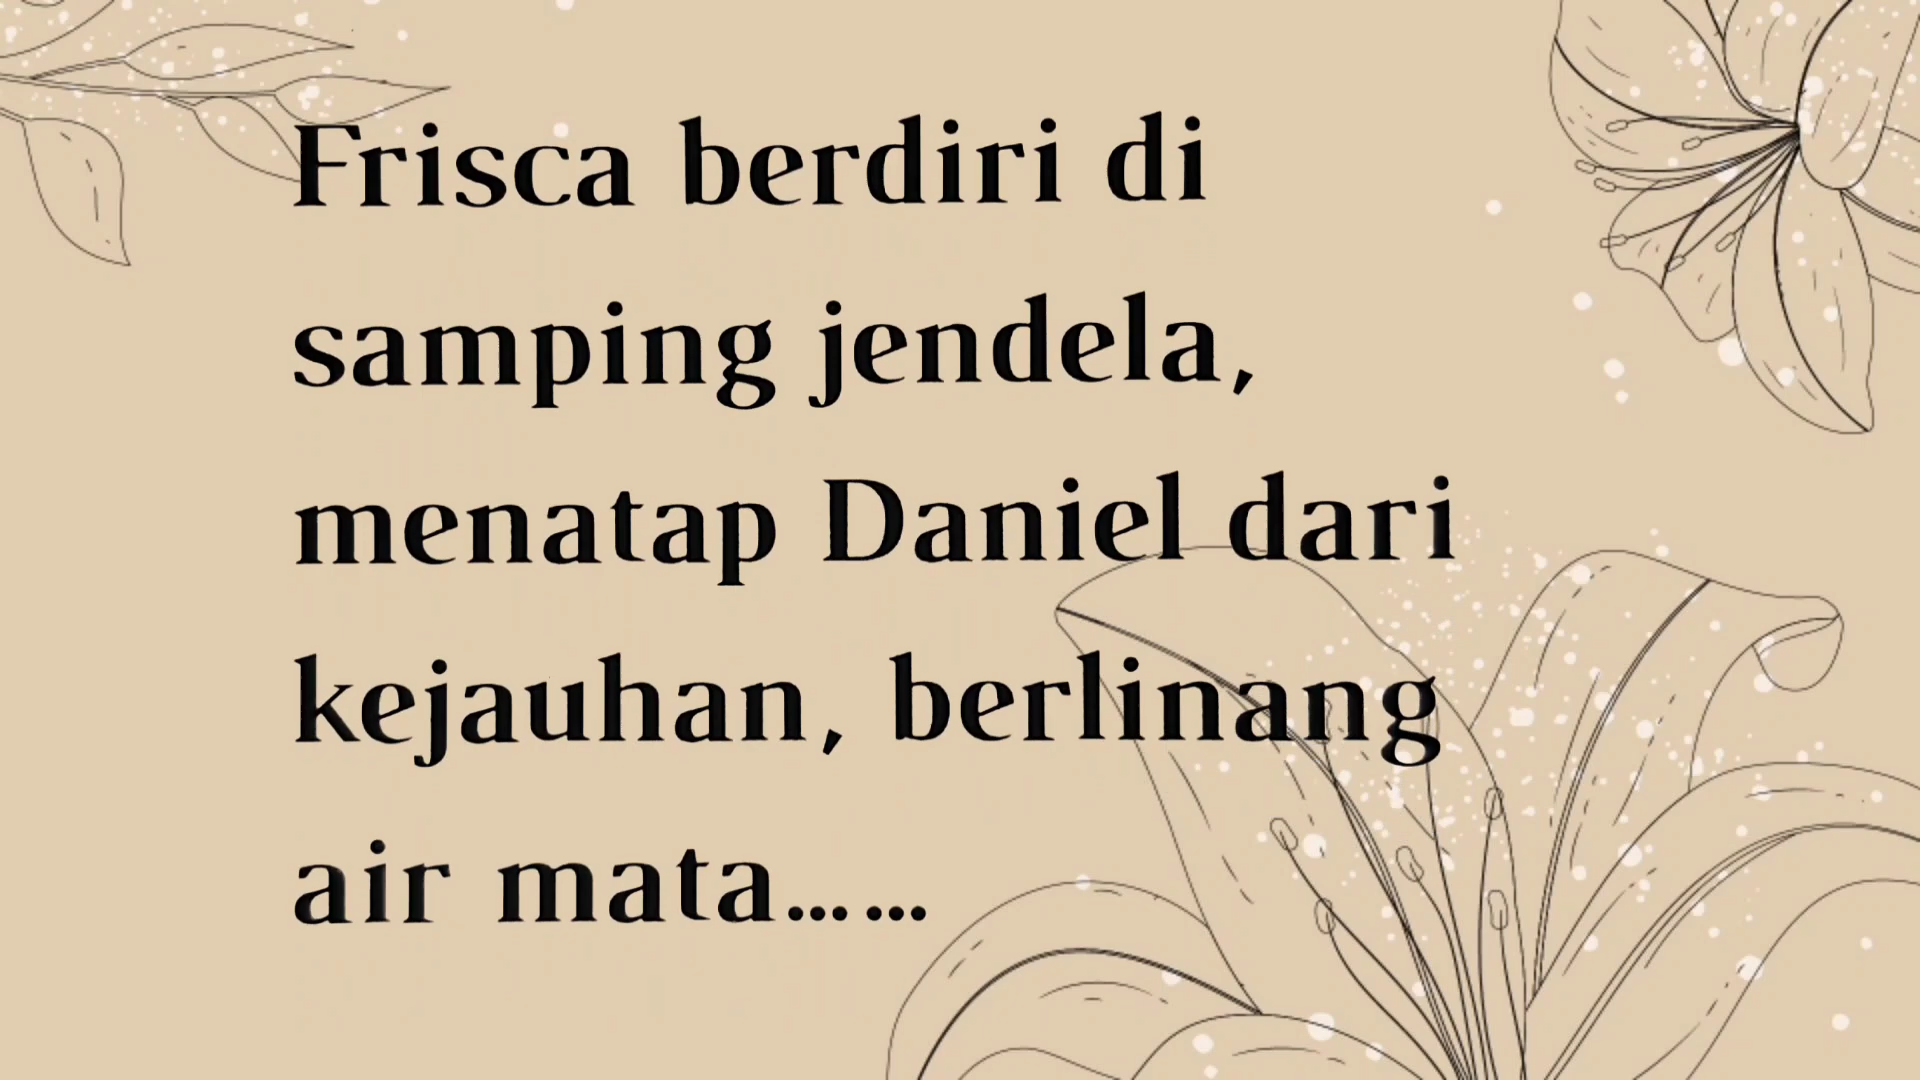 Frisca berdiri di
samping jendela,
menatap Daniel dari
kejauhan, berlinang
air mata……